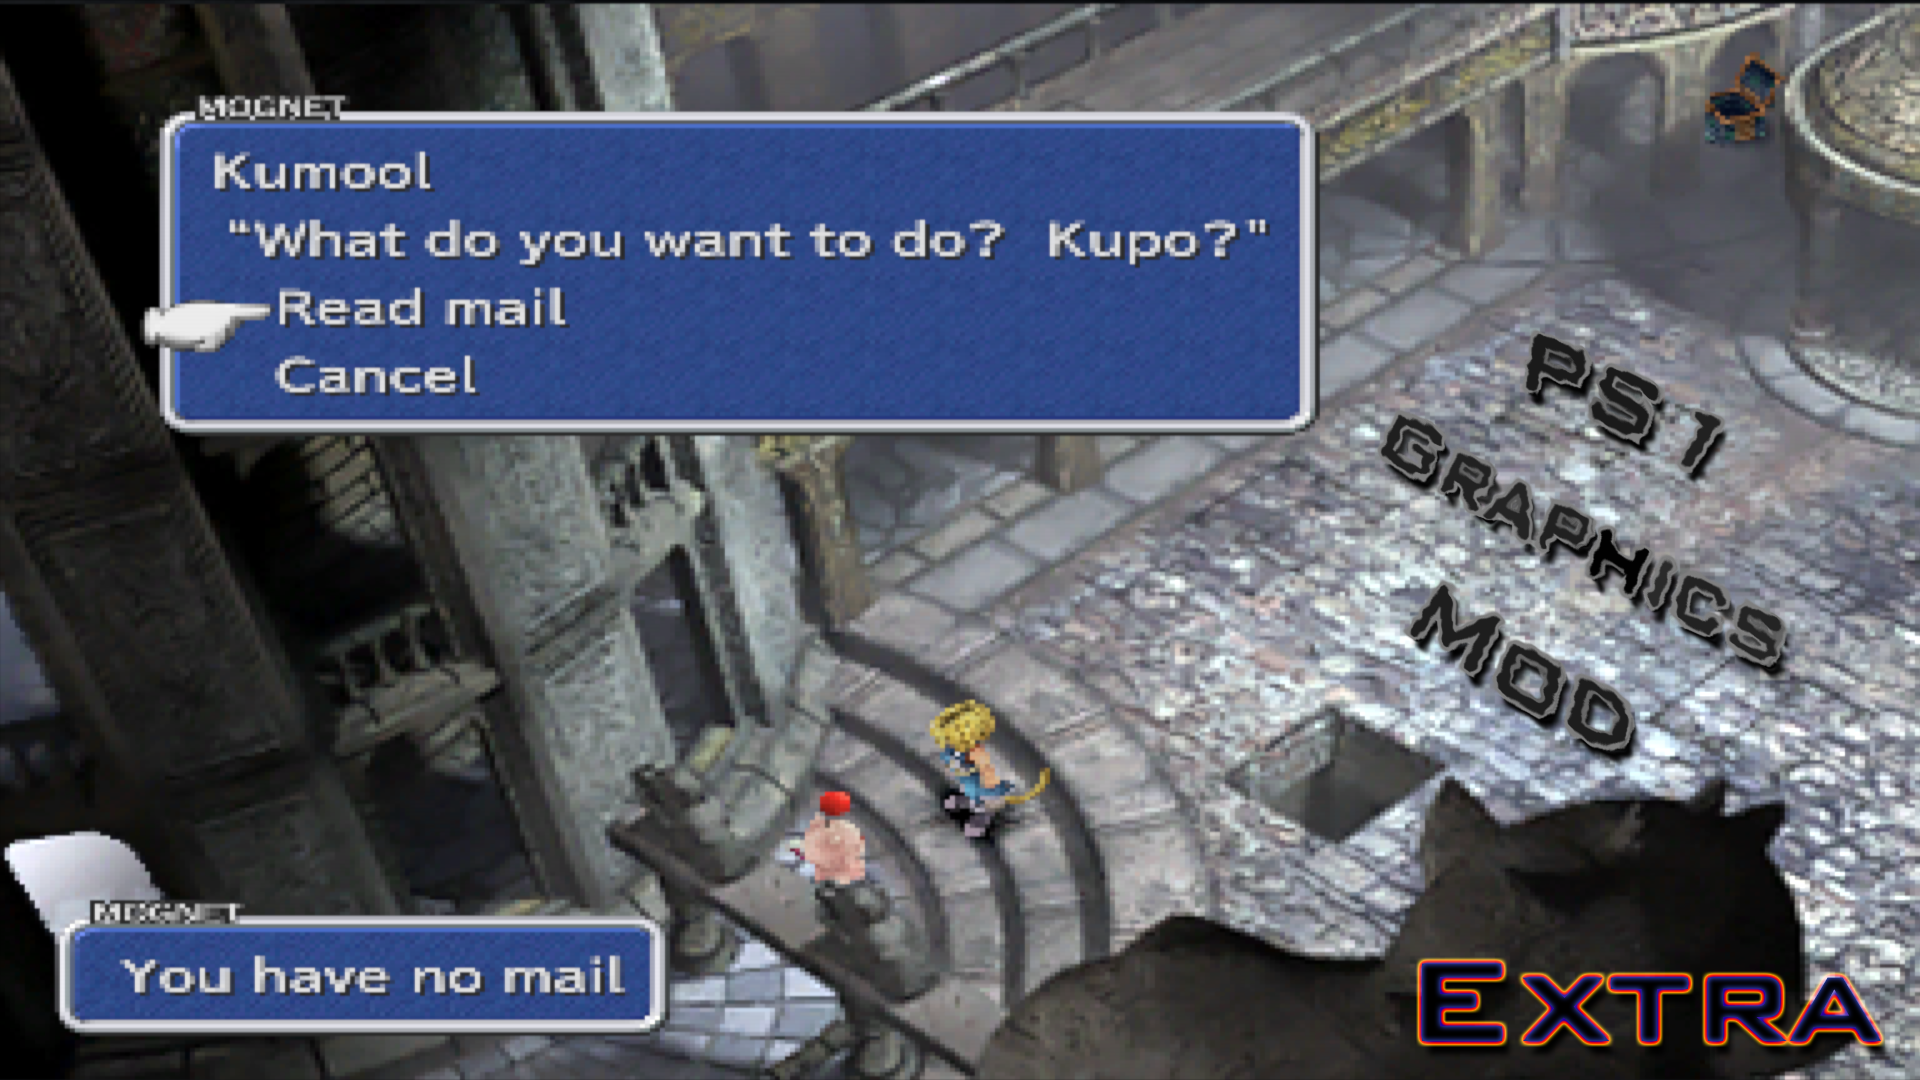 MOGNET
Kumool
“What do you want to do? Kupo?"
Read mail
Cancel
PS1
GRAPHICS
MOD
MOGNET
You have no mail
EXTRA